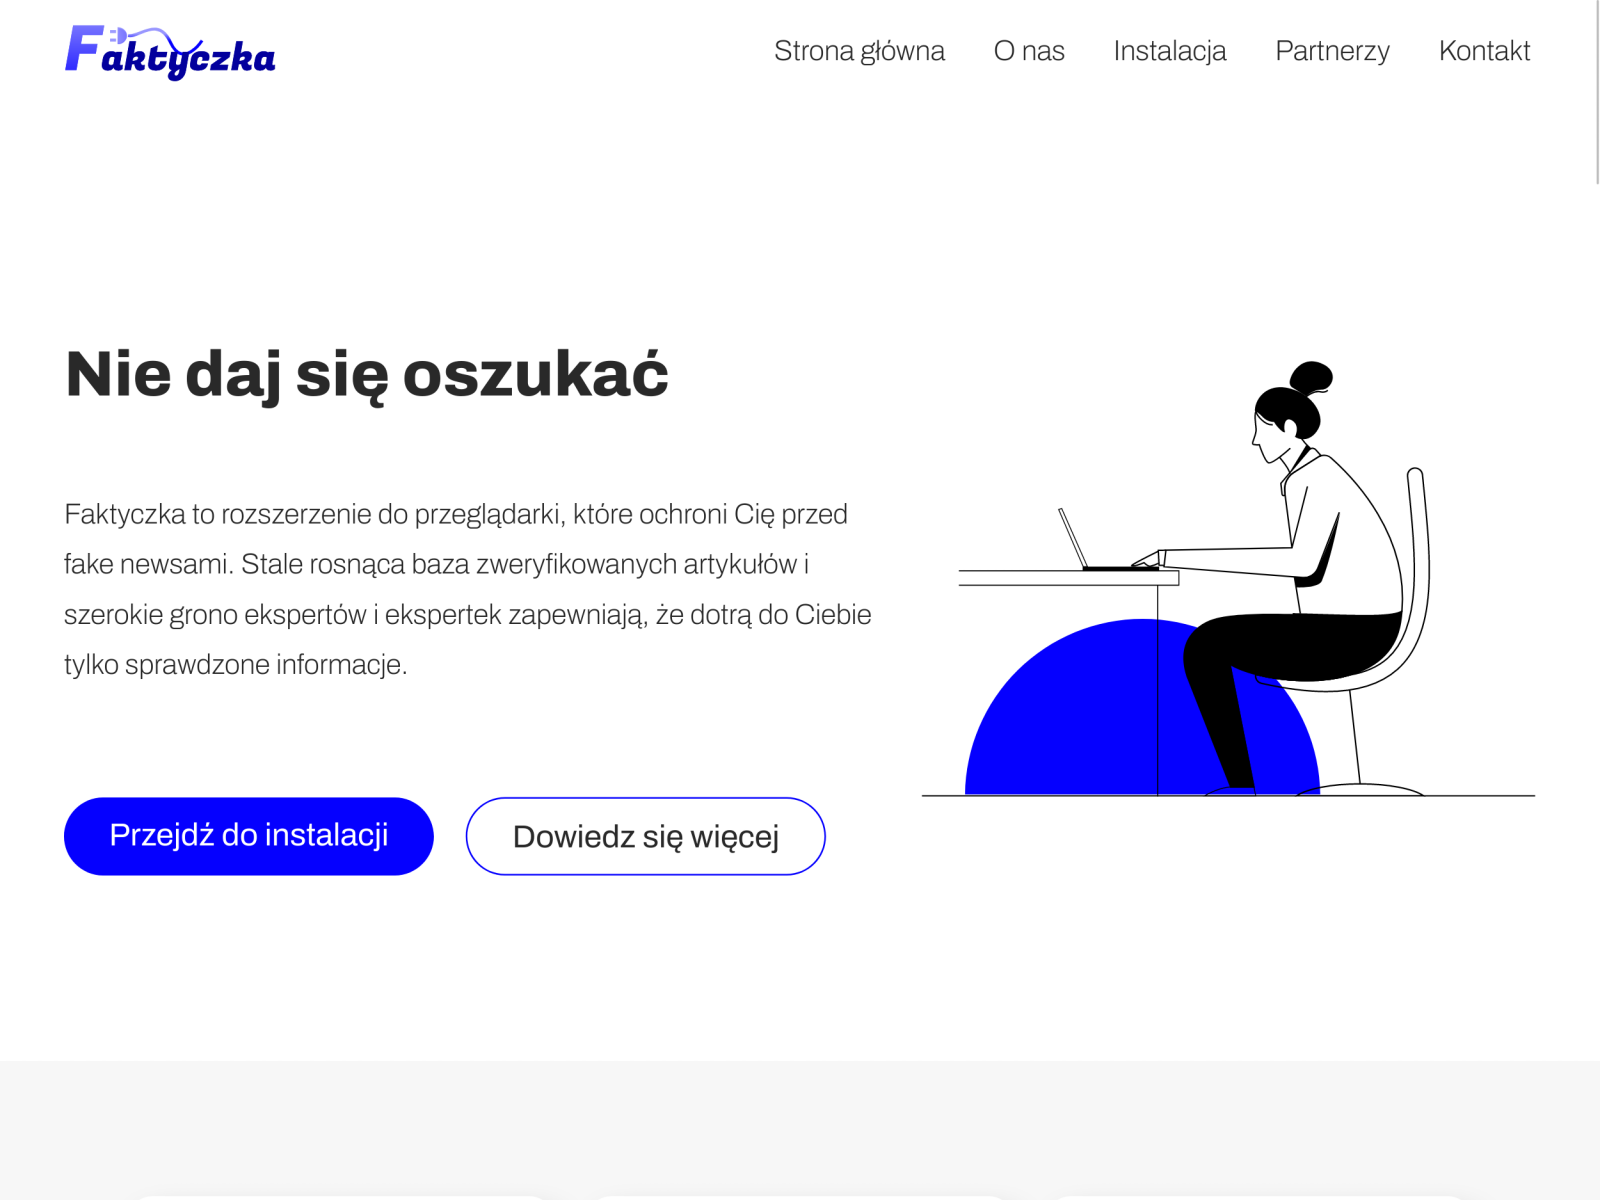 Faktyczka
Strona główna
O nas
Instalacja
Partnerzy
Kontakt
Nie daj się oszukać
Faktyczka to rozszerzenie do przeglądarki, które ochroni Cię przed
fake newsami. Stale rosnąca baza zweryfikowanych artykułów i
szerokie grono ekspertów i ekspertek zapewniają, że dotrą do Ciebie
tylko sprawdzone informacje.
Przejdź do instalacji
Dowiedz się więcej